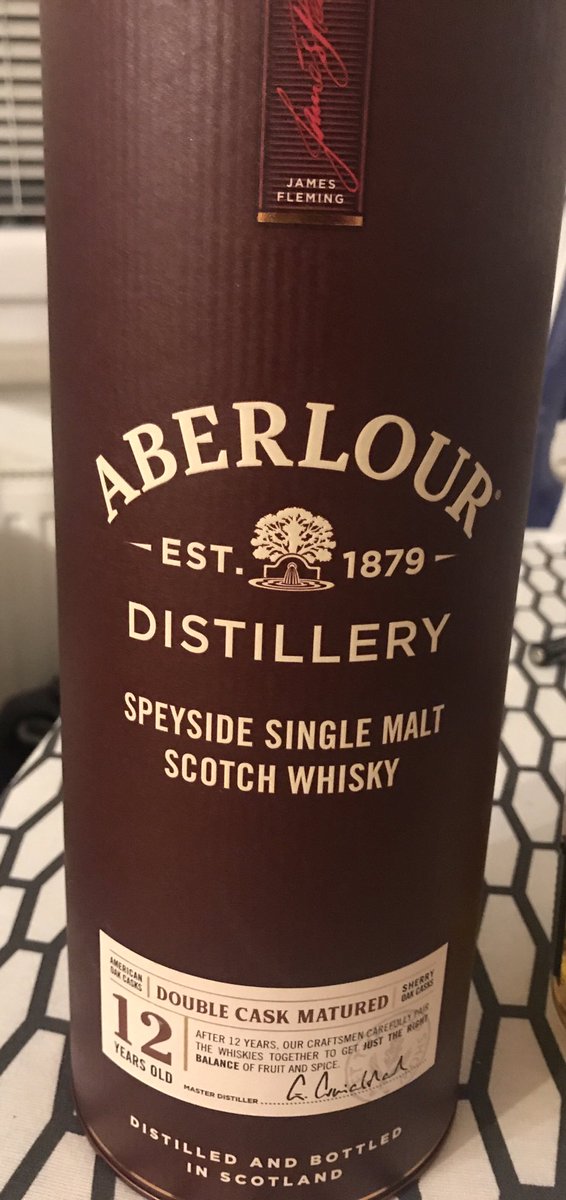 JAMES
FLEMING
ABERLOUR®
EST. 1879
DISTILLERY
SPEYSIDE SINGLE MALT
SCOTCH WHISKY
AMERICAN
OAK CASKS
DOUBLE CASK MATURED
SHERRY
OAK CASKS
12
YEARS OLD
AFTER 12 YEARS, OUR CRAFTSMEN CAREFULLY PAIR
THE WHISKIES TOGETHER TO GET JUST THE RIGHT
BALANCE OF FRUIT AND SPICE.
MASTER DISTILLER
DISTILLED AND BOTTLED
IN SCOTLAND